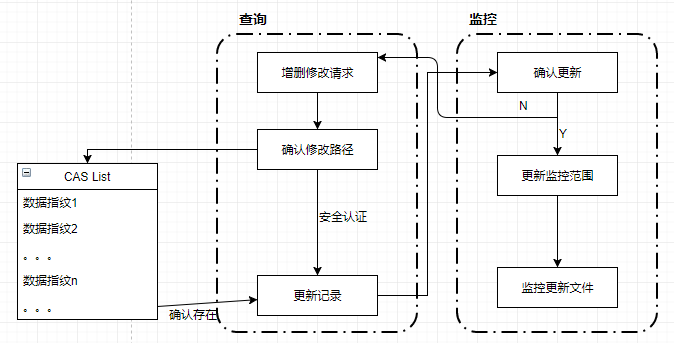 查询
监控
增删修改请求
确认更新
N
Y
确认修改路径
CAS List
数据指纹1
数据指纹2
。。。
数据指纹n
。。。
更新监控范围
安全认证
更新记录
监控更新文件
确认存在